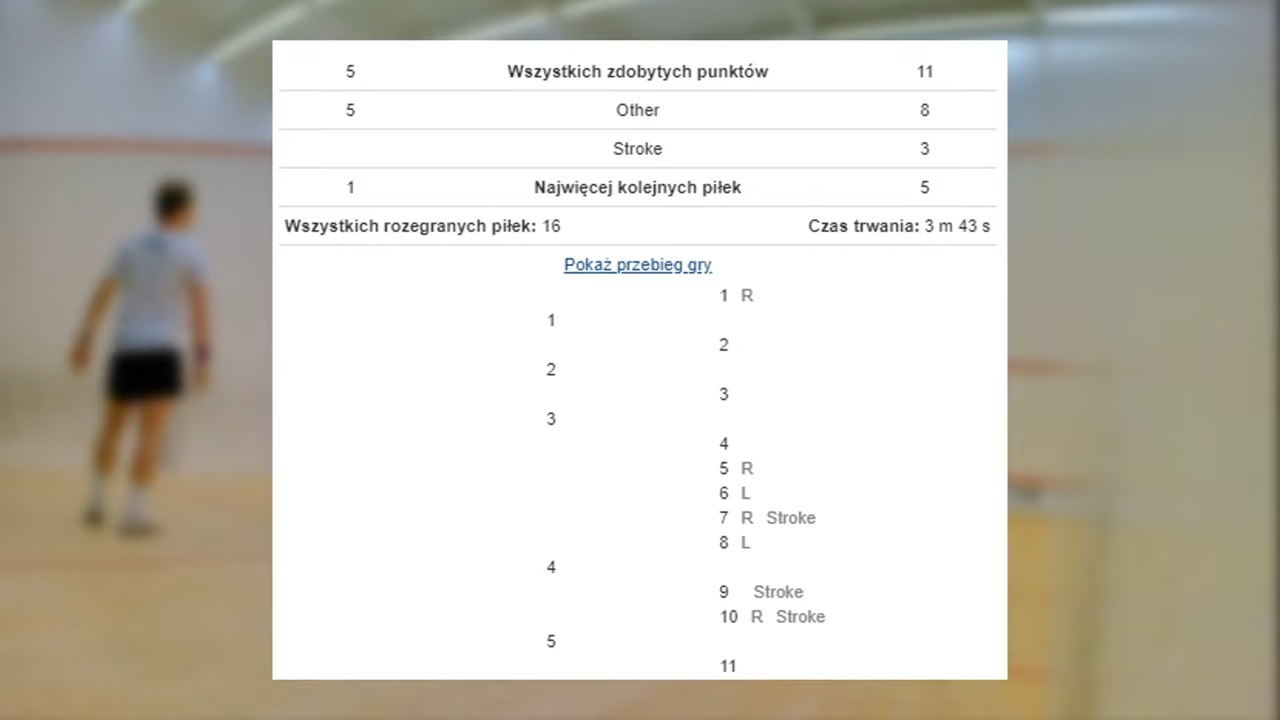 5 Wszystkich zdobytych punktów 11
5 Other 8
Stroke 3
1 Najwięcej kolejnych piłek 5
Wszystkich rozegranych piłek: 16 Czas trwania: 3 m 43 s
Pokaż przebieg gry
1 R
1
2
2
3
3
4
5 R
6 L
7 R Stroke
8 L
4
9 Stroke
10 R Stroke
5
11